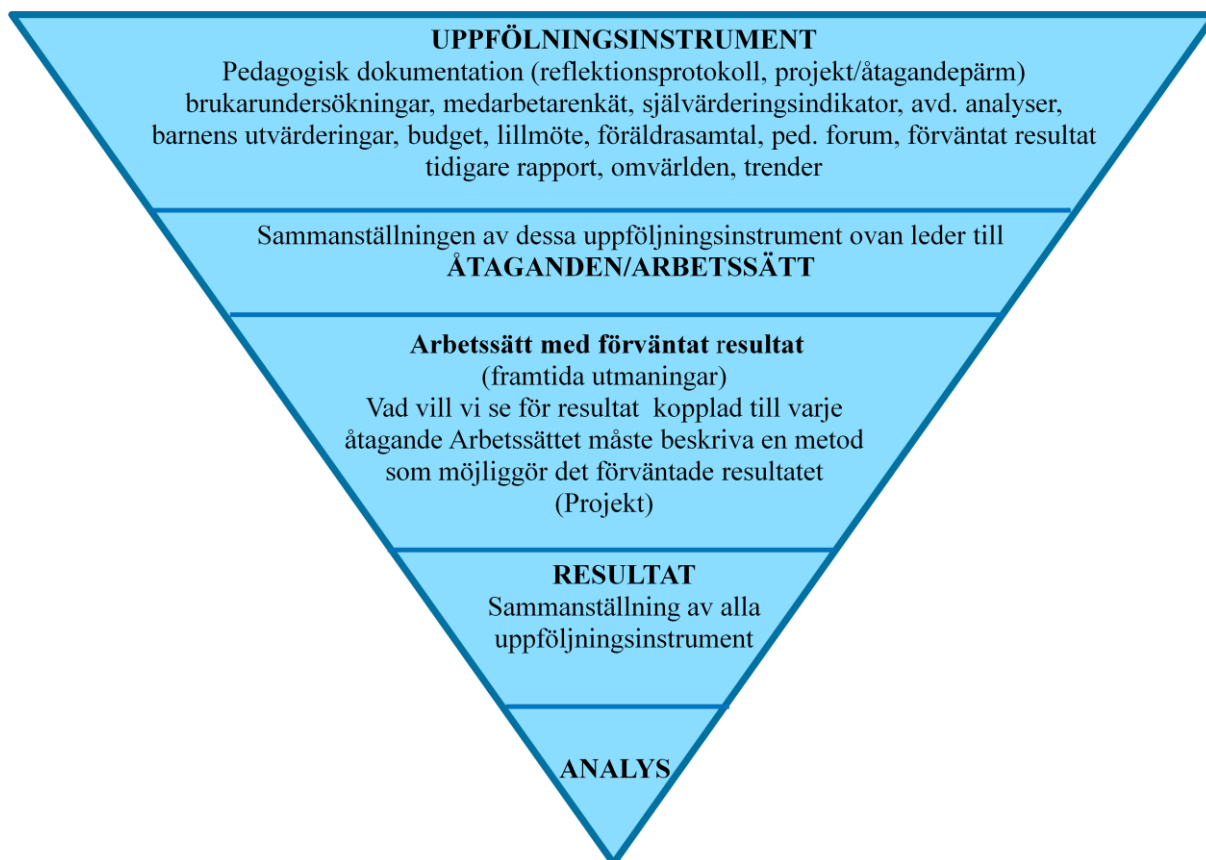 UPPFÖLNINGSINSTRUMENT
Pedagogisk dokumentation (reflektionsprotokoll, projekt/åtagandepärm)
brukarundersökningar, medarbetarenkät, självärderingsindikator, avd. analyser,
barnens utvärderingar, budget, lillmöte, föräldrasamtal, ped. forum, förväntat resultat
tidigare rapport, omvärlden, trender
Sammanställningen av dessa uppföljningsinstrument ovan leder till
ÅTAGANDEN/ARBETSSÄTT
Arbetssätt med förväntat resultat
(framtida utmaningar)
Vad vill vi se för resultat kopplad till varje
åtagande Arbetssättet måste beskriva en metod
som möjliggör det förväntade resultatet
(Projekt)
RESULTAT
Sammanställning av alla
uppföljningsinstrument
ANALYS